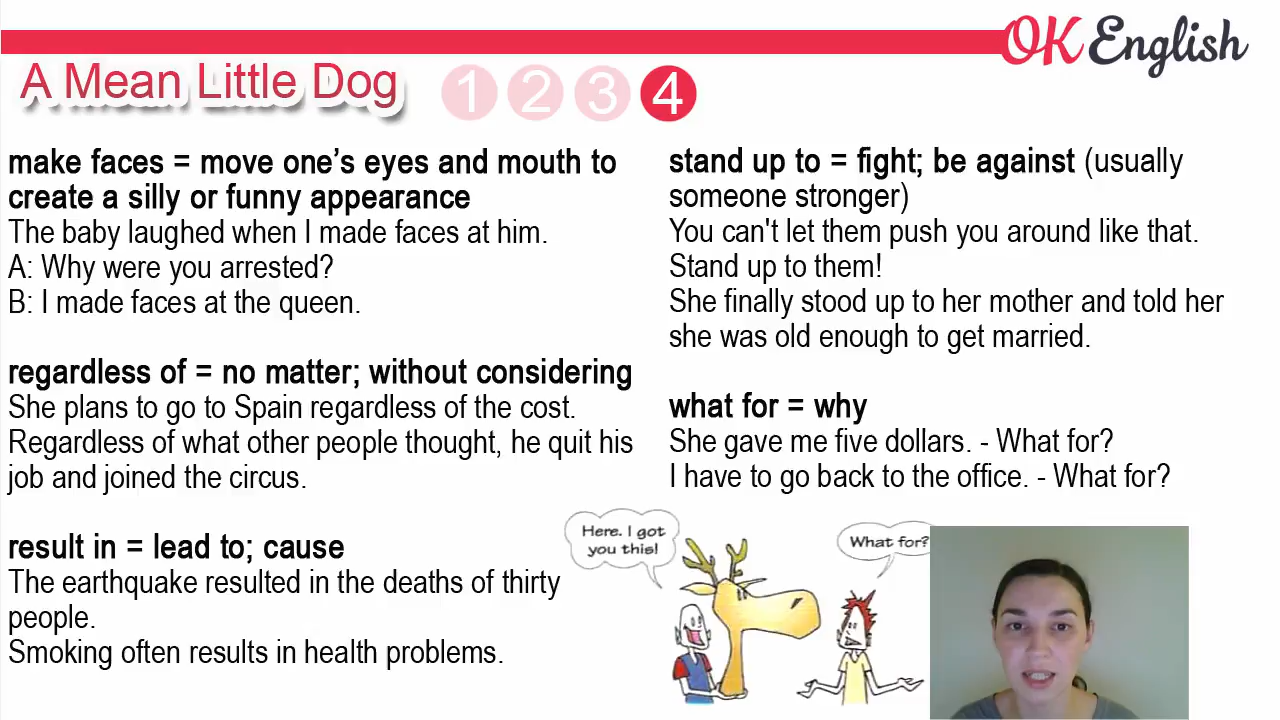 OK English
A Mean Little Dog
1 2 3 4
make faces = move one’s eyes and mouth to
create a silly or funny appearance
The baby laughed when I made faces at him.
A: Why were you arrested?
B: I made faces at the queen.
regardless of = no matter; without considering
She plans to go to Spain regardless of the cost.
Regardless of what other people thought, he quit his
job and joined the circus.
result in = lead to; cause
The earthquake resulted in the deaths of thirty
people.
Smoking often results in health problems.
stand up to = fight; be against (usually
someone stronger)
You can't let them push you around like that.
Stand up to them!
She finally stood up to her mother and told her
she was old enough to get married.
what for = why
She gave me five dollars. - What for?
I have to go back to the office. - What for?
Here. I got
you this!
What for?